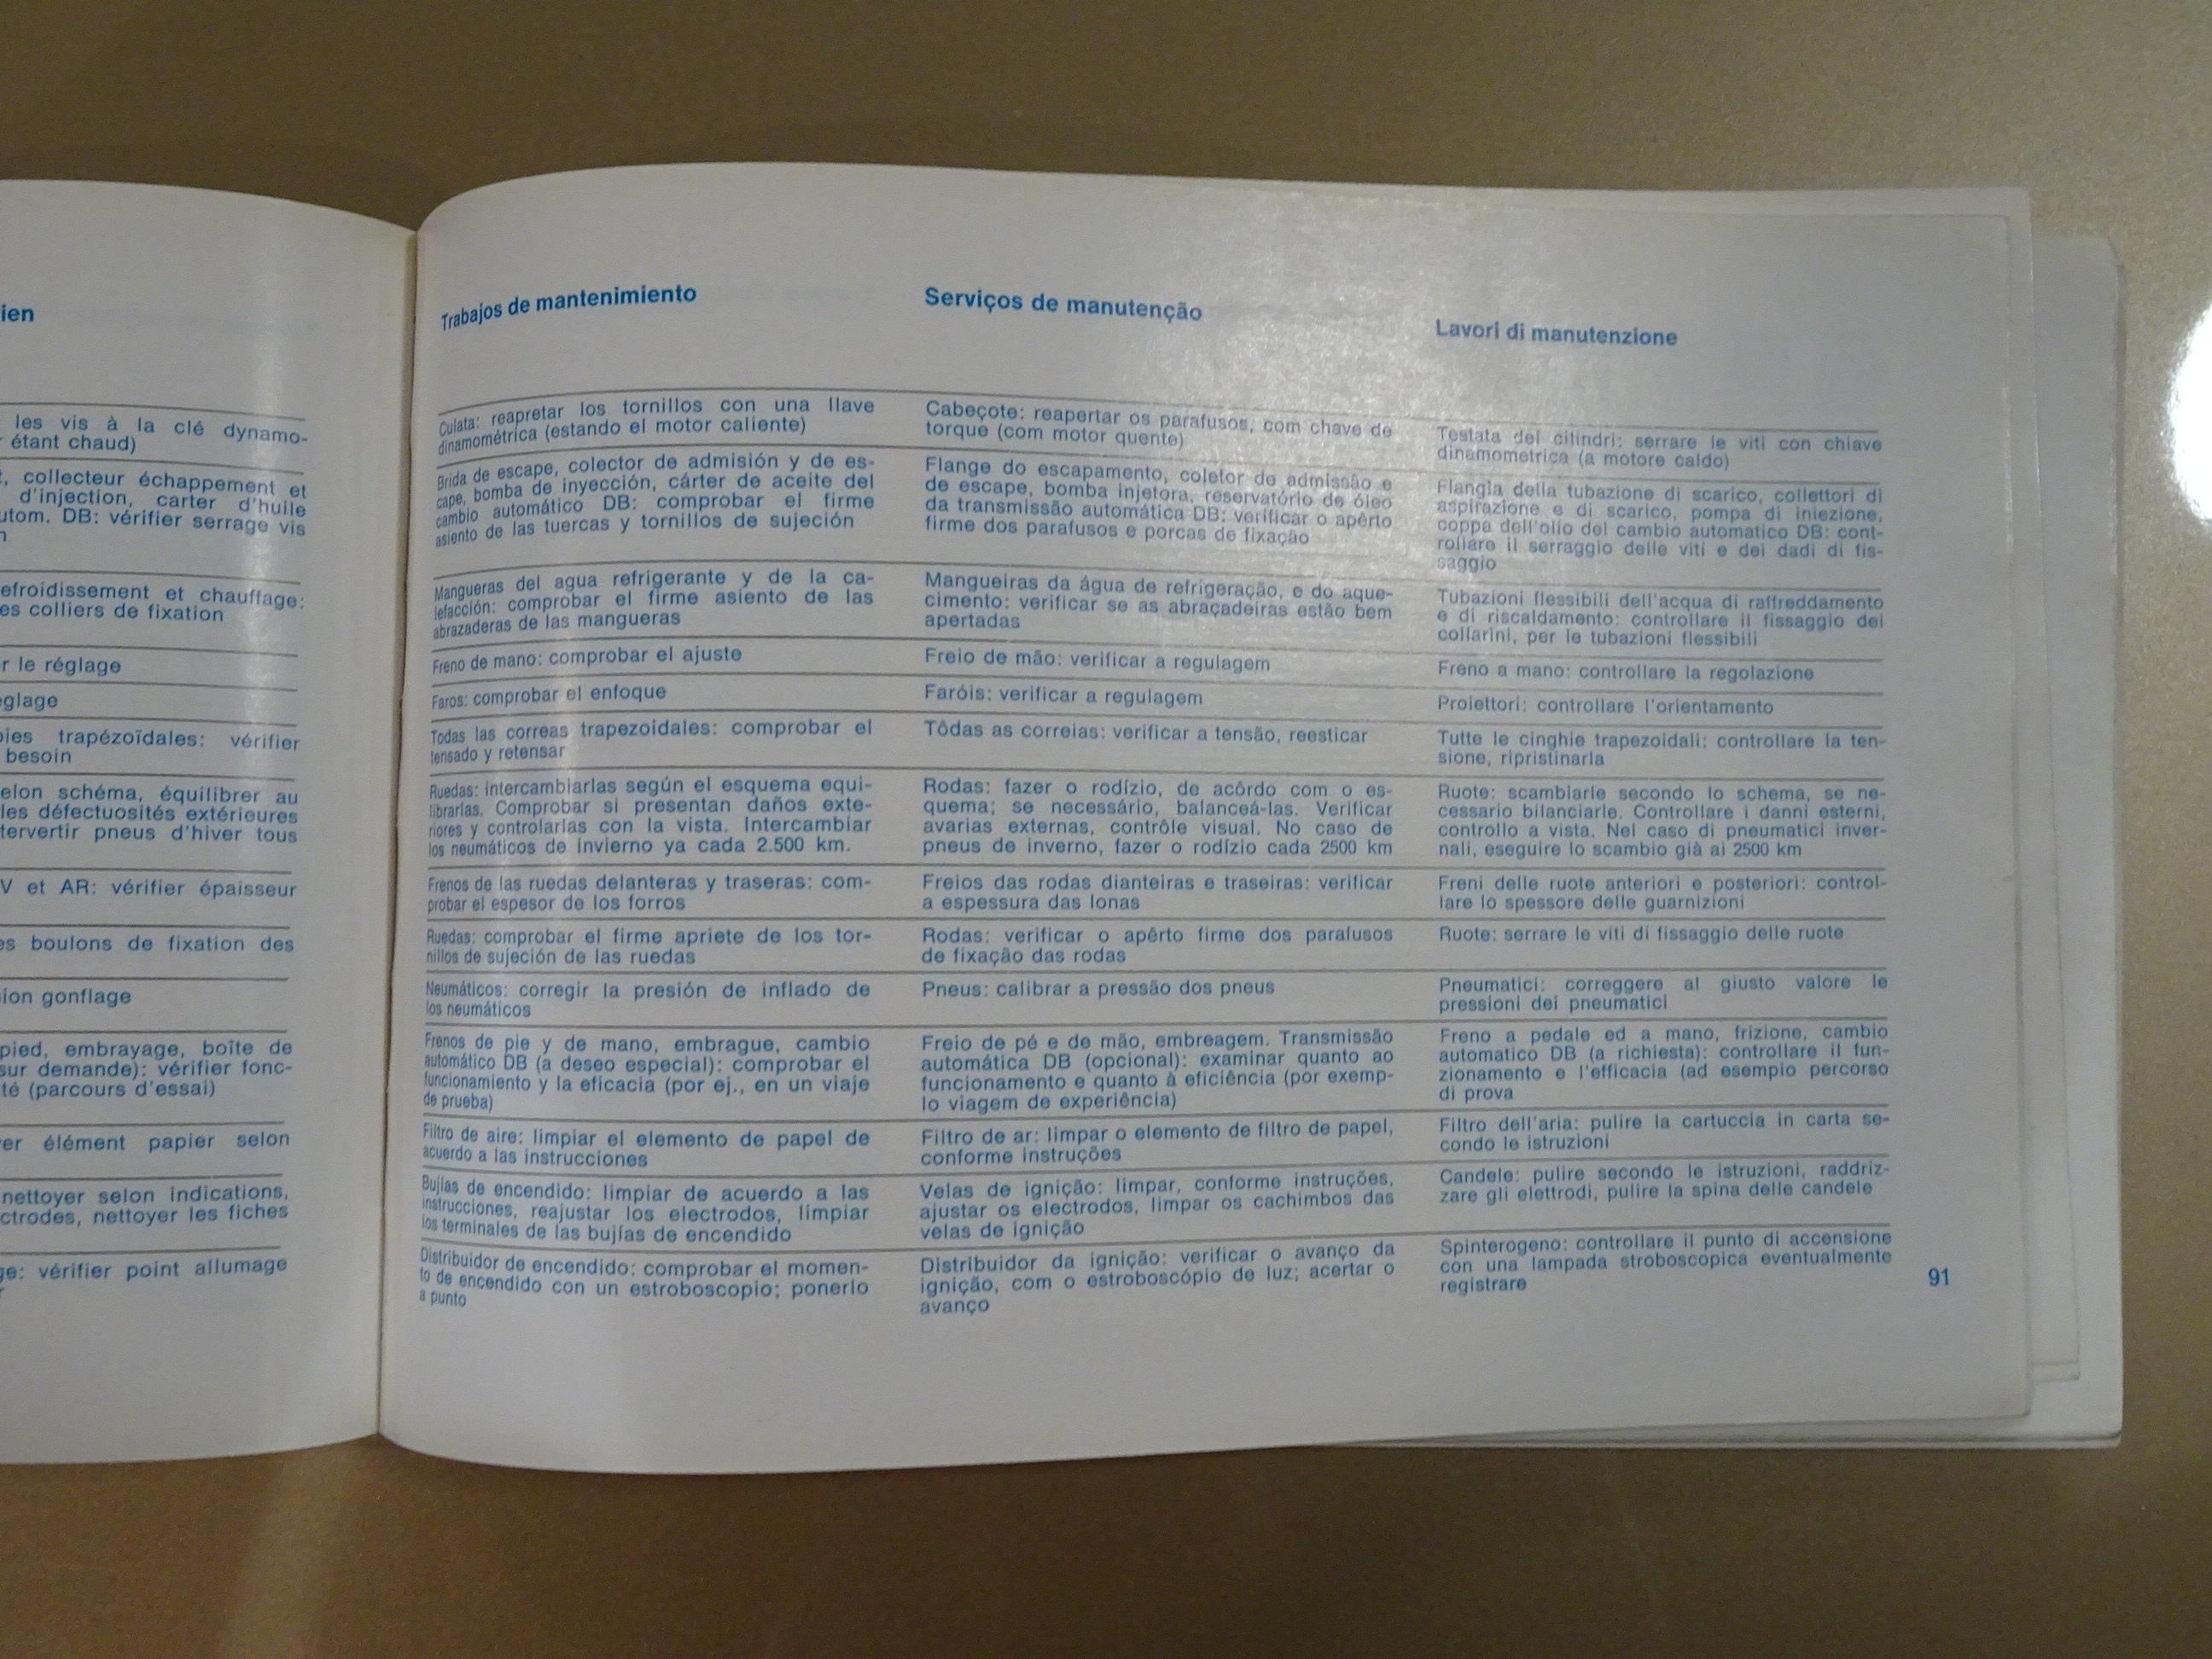 ien
les vis à la clé dynamo-
étant chaud)
, collecteur échappement et
d'injection, carter d'huile
utom. DB: vérifier serrage vis
efroidissement et chauffage:
es colliers de fixation
r le réglage
églage
oies trapézoïdales: vérifier
besoin
elon schéma, équilibrer au
les défectuosités extérieures
tervertir pneus d'hiver tous
V et AR: vérifier épaisseur
es boulons de fixation des
ion gonflage
pied, embrayage, boîte de
sur demande): vérifier fonc-
té (parcours d'essai)
er élément papier selon
nettoyer selon indications,
ctrodes, nettoyer les fiches
ge: vérifier point allumage
Trabajos de mantenimiento
Culata: reapretar los tornillos con una llave
dinamométrica (estando el motor caliente)
Brida de escape, colector de admisión y de es-
cape, bomba de inyección, cárter de aceite del
cambio automático DB: comprobar el firme
asiento de las tuercas y tornillos de sujeción
Mangueras del agua refrigerante y de la ca-
lefacción: comprobar el firme asiento de las
abrazaderas de las mangueras
Freno de mano: comprobar el ajuste
Faros: comprobar el enfoque
Todas las correas trapezoidales: comprobar el
tensado y retensar
Ruedas: intercambiarlas según el esquema equi-
librarlas. Comprobar si presentan daños exte-
riores y controlarlas con la vista. Intercambiar
los neumáticos de invierno ya cada 2.500 km.
Frenos de las ruedas delanteras y traseras: com-
probar el espesor de los forros
Ruedas: comprobar el firme apriete de los tor-
nillos de sujeción de las ruedas
Neumáticos: corregir la presión de inflado de
los neumáticos
Frenos de pie y de mano, embrague, cambio
automático DB (a deseo especial): comprobar el
funcionamiento y la eficacia (por ej., en un viaje
de prueba)
Filtro de aire: limpiar el elemento de papel de
acuerdo a las instrucciones
Bujías de encendido: limpiar de acuerdo a las
instrucciones, reajustar los electrodos, limpiar
los terminales de las bujías de encendido
Distribuidor de encendido: comprobar el momen-
to de encendido con un estroboscopio; ponerlo
a punto
Serviços de manutenção
Cabeçote: reapertar os parafusos, com chave de
torque (com motor quente)
Flange do escapamento, coletor de admissão e
de escape, bomba injetora, reservatório de óleo
da transmissão automática DB: verificar o apêrto
firme dos parafusos e porcas de fixação
Mangueiras da água de refrigeração, e do aque-
cimento: verificar se as abraçadeiras estão bem
apertadas
Freio de mão: verificar a regulagem
Faróis: verificar a regulagem
Tôdas as correias: verificar a tensão, reesticar
Rodas: fazer o rodízio, de acôrdo com o es-
quema; se necessário, balanceá-las. Verificar
avarias externas, contrôle visual. No caso de
pneus de inverno, fazer o rodízio cada 2500 km
Freios das rodas dianteiras e traseiras: verificar
a espessura das lonas
Rodas: verificar o apêrto firme dos parafusos
de fixação das rodas
Pneus: calibrar a pressão dos pneus
Freio de pé e de mão, embreagem. Transmissão
automática DB (opcional): examinar quanto ao
funcionamento e quanto à eficiência (por exemp-
lo viagem de experiência)
Filtro de ar: limpar o elemento de filtro de papel,
conforme instruções
Velas de ignição: limpar, conforme instruções,
ajustar os electrodos, limpar os cachimbos das
velas de ignição
Distribuidor da ignição: verificar o avanço da
ignição, com o estroboscópio de luz; acertar o
avanço
Lavori di manutenzione
Testata dei cilindri: serrare le viti con chiave
dinamometrica (a motore caldo)
Flangia della tubazione di scarico, collettori di
aspirazione e di scarico, pompa di iniezione,
coppa dell'olio del cambio automatico DB: cont-
rollare il serraggio delle viti e dei dadi di fis-
saggio
Tubazioni flessibili dell'acqua di raffreddamento
e di riscaldamento: controllare il fissaggio dei
collarini, per le tubazioni flessibili
Freno a mano: controllare la regolazione
Proiettori: controllare l'orientamento
Tutte le cinghie trapezoidali: controllare la ten-
sione, ripristinarla
Ruote: scambiarle secondo lo schema, se ne-
cessario bilanciarle. Controllare i danni esterni,
controllo a vista. Nel caso di pneumatici inver-
nali, eseguire lo scambio già ai 2500 km
Freni delle ruote anteriori e posteriori: control-
lare lo spessore delle guarnizioni
Ruote: serrare le viti di fissaggio delle ruote
Pneumatici: correggere al giusto valore le
pressioni dei pneumatici
Freno a pedale ed a mano, frizione, cambio
automatico DB (a richiesta): controllare il fun-
zionamento e l'efficacia (ad esempio percorso
di prova
Filtro dell'aria: pulire la cartuccia in carta se-
condo le istruzioni
Candele: pulire secondo le istruzioni, raddriz-
zare gli elettrodi, pulire la spina delle candele
Spinterogeno: controllare il punto di accensione
con una lampada stroboscopica eventualmente
registrare
91